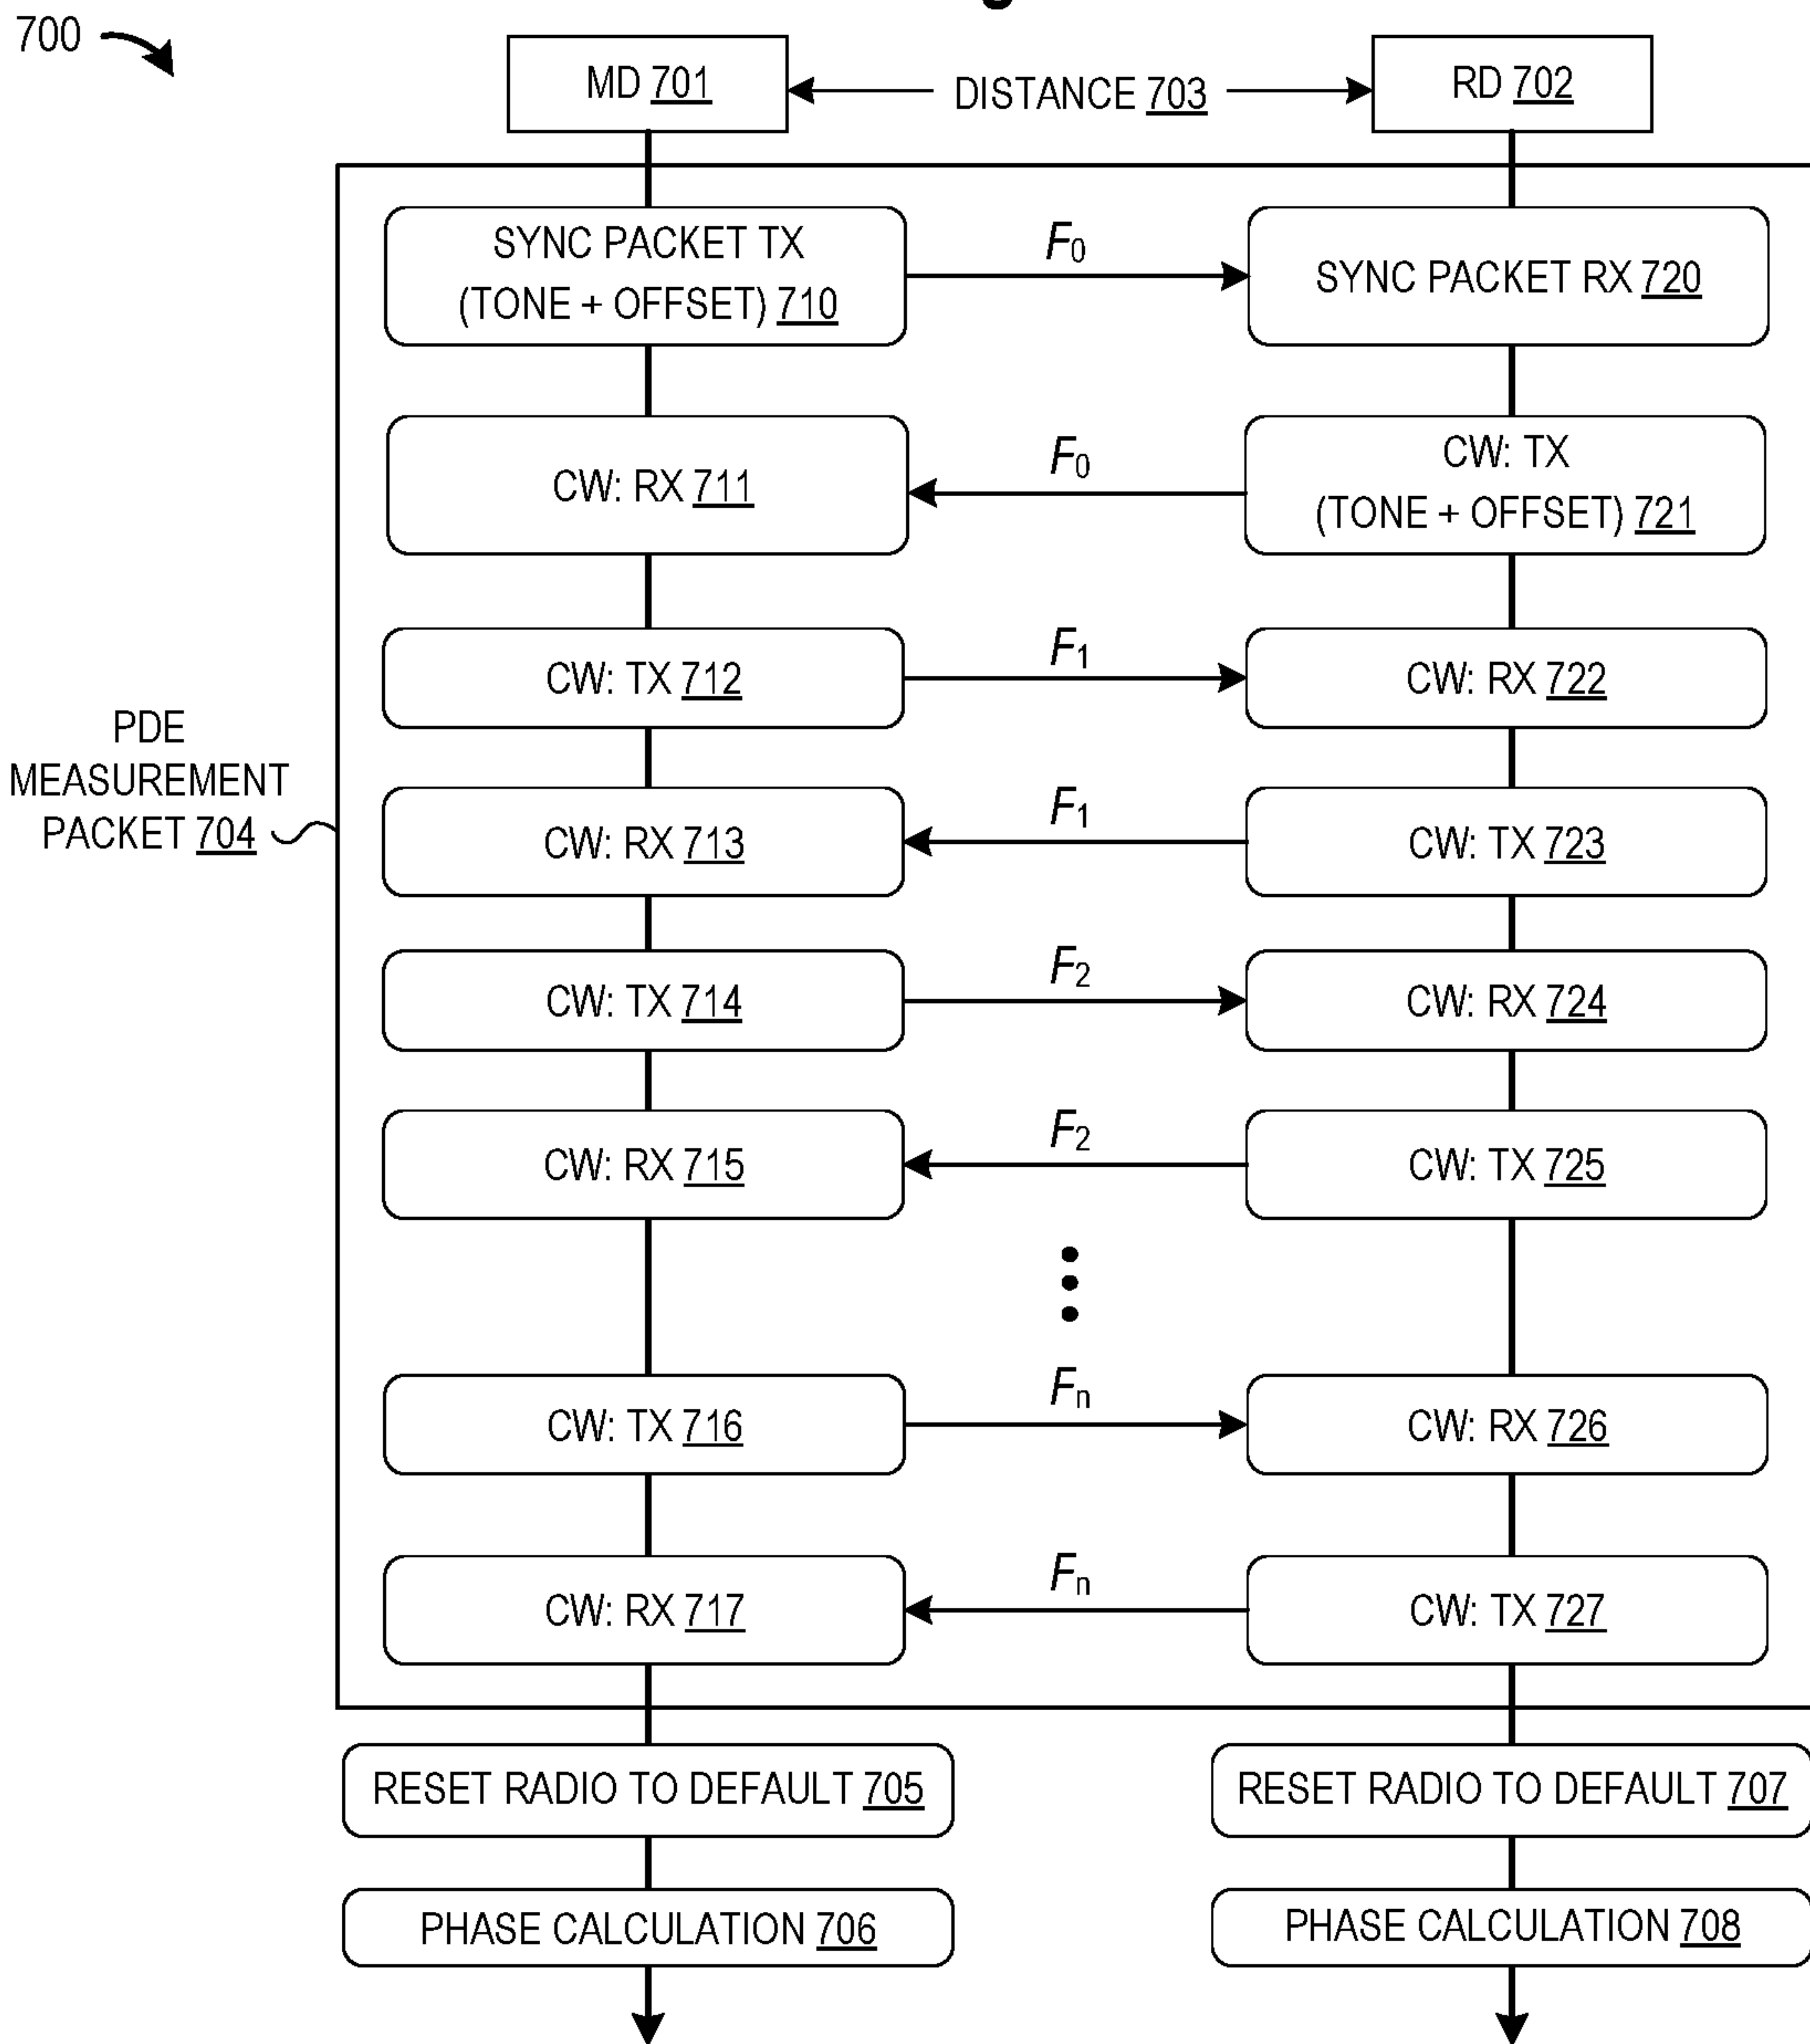 700
MD 701
DISTANCE 703
RD 702
SYNC PACKET TX
(TONE + OFFSET) 710
F0
SYNC PACKET RX 720
CW: RX 711
F0
CW: TX
(TONE + OFFSET) 721
CW: TX 712
F1
CW: RX 722
PDE
MEASUREMENT
PACKET 704
CW: RX 713
F1
CW: TX 723
CW: TX 714
F2
CW: RX 724
CW: RX 715
F2
CW: TX 725
CW: TX 716
Fn
CW: RX 726
CW: RX 717
Fn
CW: TX 727
RESET RADIO TO DEFAULT 705
RESET RADIO TO DEFAULT 707
PHASE CALCULATION 706
PHASE CALCULATION 708